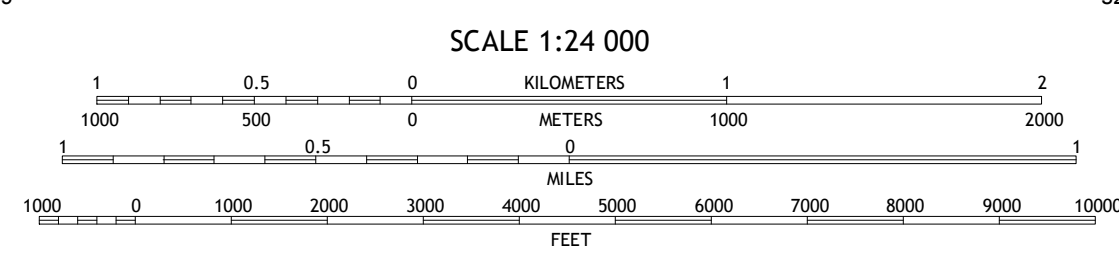 SCALE 1:24 000
1 0.5 0 KILOMETERS 1 2
1000 500 0 METERS 1000 2000
1 0.5 0 1
MILES
1000 0 1000 2000 3000 4000 5000 6000 7000 8000 9000 10000
FEET